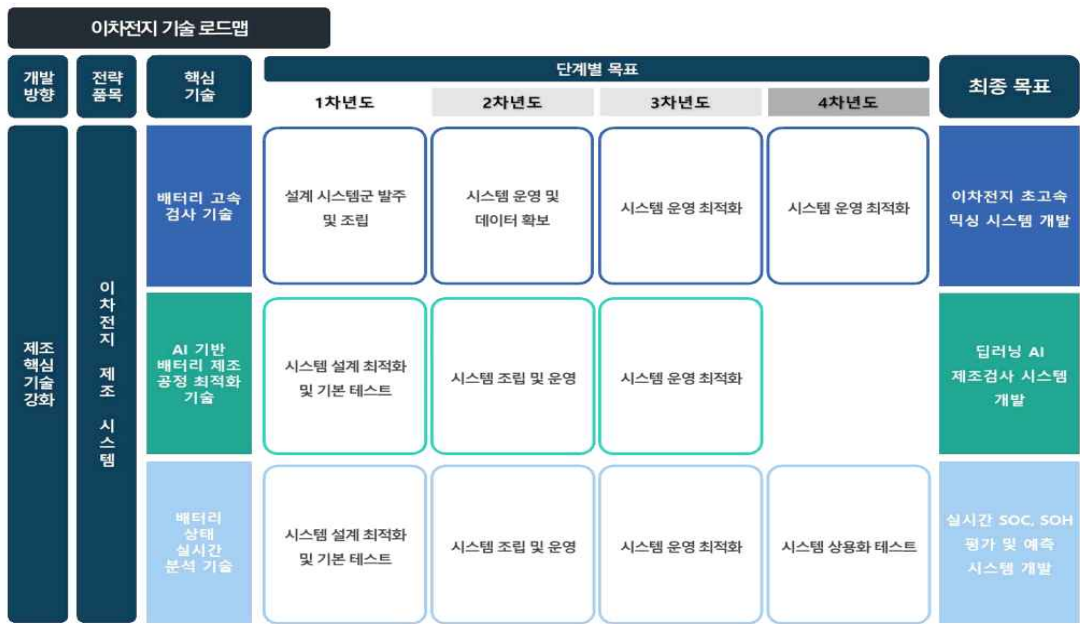 이차전지 기술 로드맵
개발
방향
전략
품목
핵심
기술
단계별 목표
1차년도
2차년도
3차년도
4차년도
최종 목표
제조
핵심
기술
강화
이차전지 제조 시스템
배터리 고속
검사 기술
설계 시스템군 발주
및 조립
시스템 운영 및
데이터 확보
시스템 운영 최적화
시스템 운영 최적화
이차전지 초고속
믹싱 시스템 개발
AI 기반
배터리 제조
공정 최적화
기술
시스템 설계 최적화
및 기본 테스트
시스템 조립 및 운영
시스템 운영 최적화
딥러닝 AI
제조검사 시스템
개발
배터리
상태
실시간
분석 기술
시스템 설계 최적화
및 기본 테스트
시스템 조립 및 운영
시스템 운영 최적화
시스템 상용화 테스트
실시간 SOC, SOH
평가 및 예측
시스템 개발